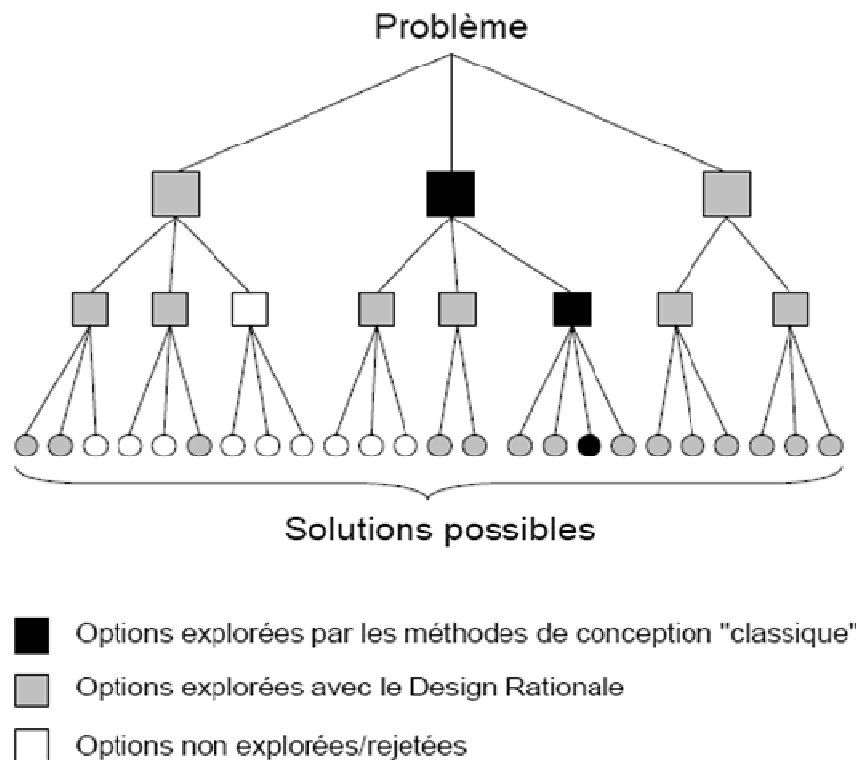 Problème
Solutions possibles
Options explorées par les méthodes de conception "classique"
Options explorées avec le Design Rationale
Options non explorées/rejetées